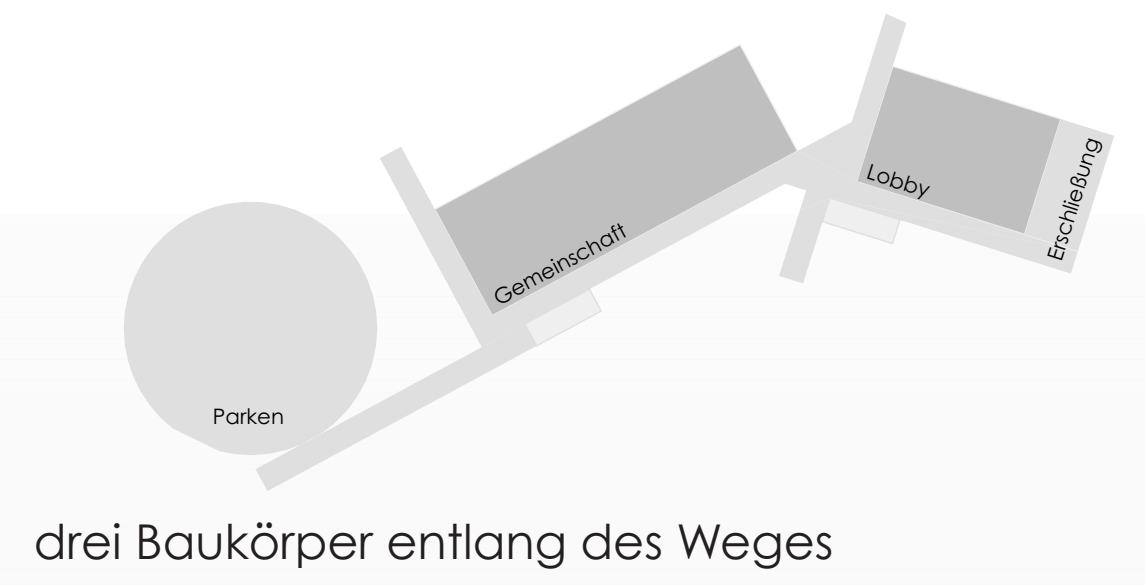 Lobby
Erschließung
Gemeinschaft
Parken
drei Baukörper entlang des Weges